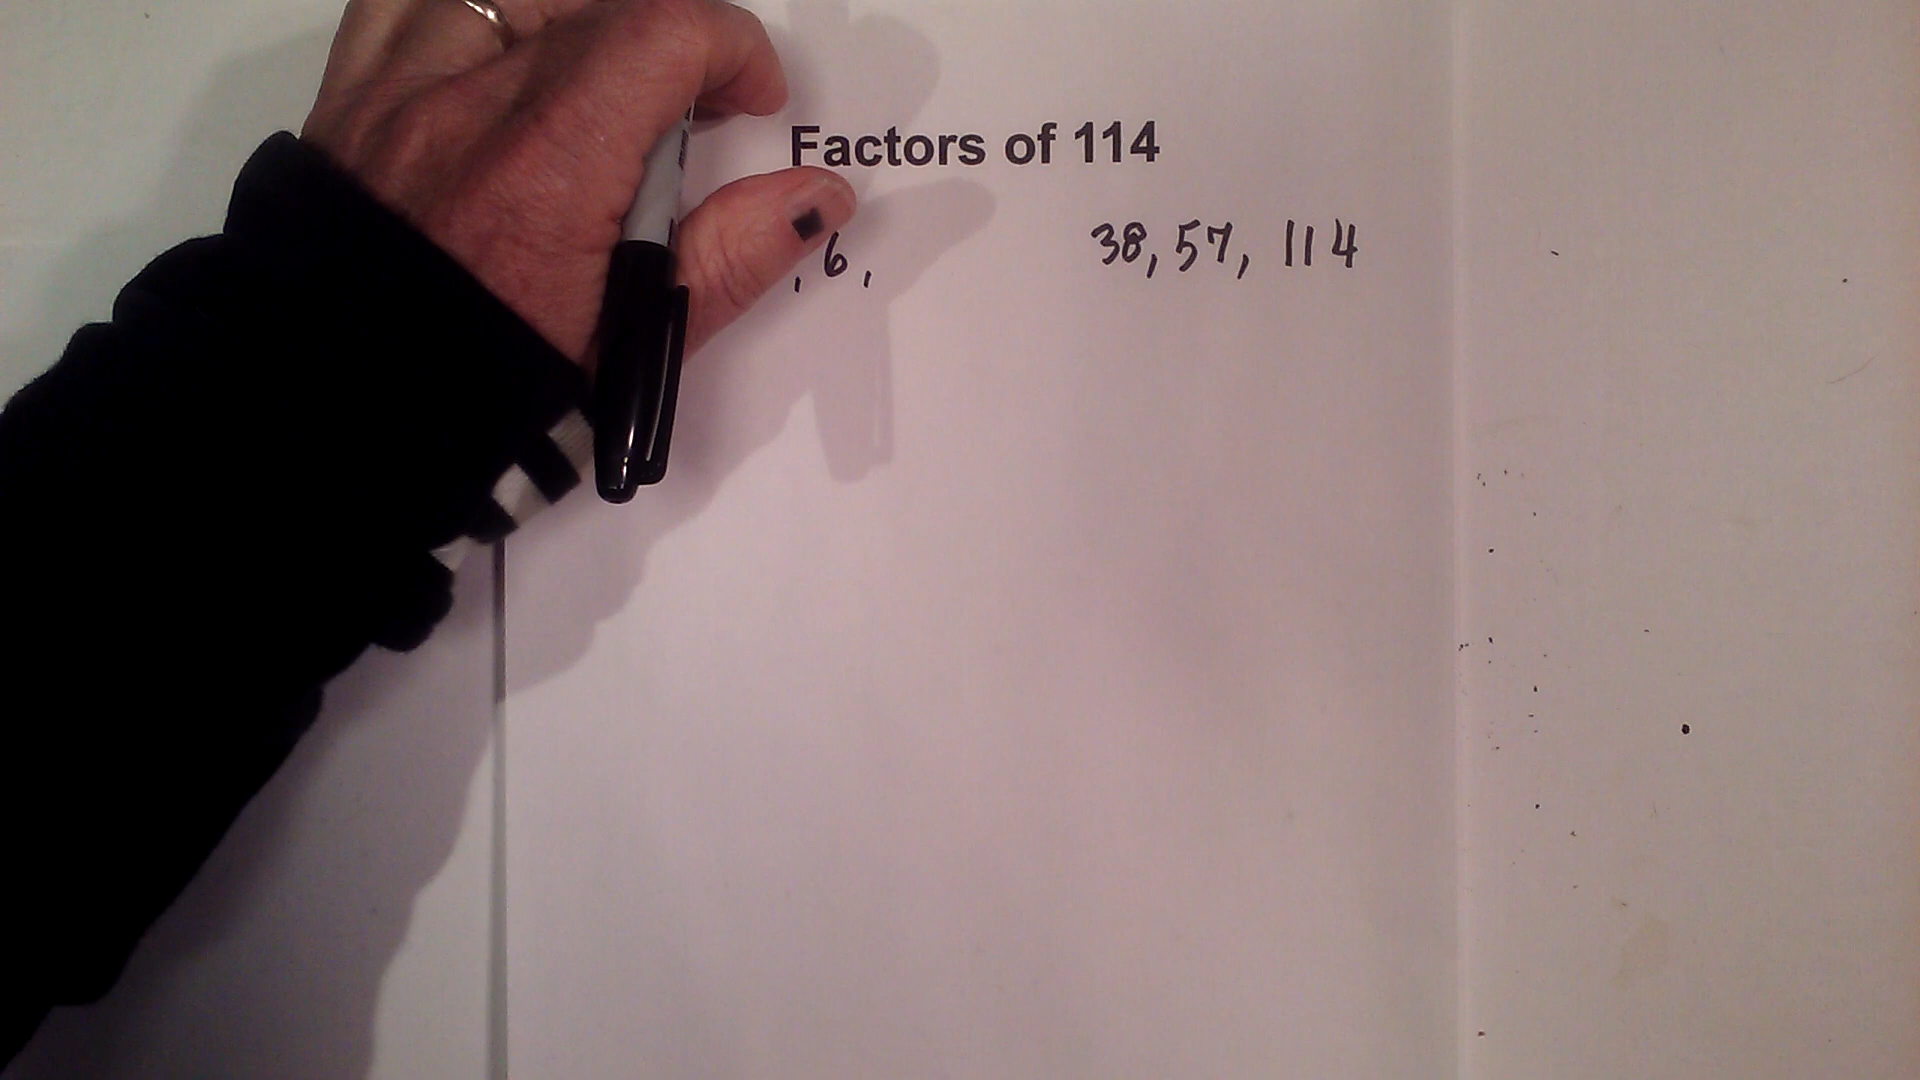 Factors of 114
, 6, 38, 57, 114